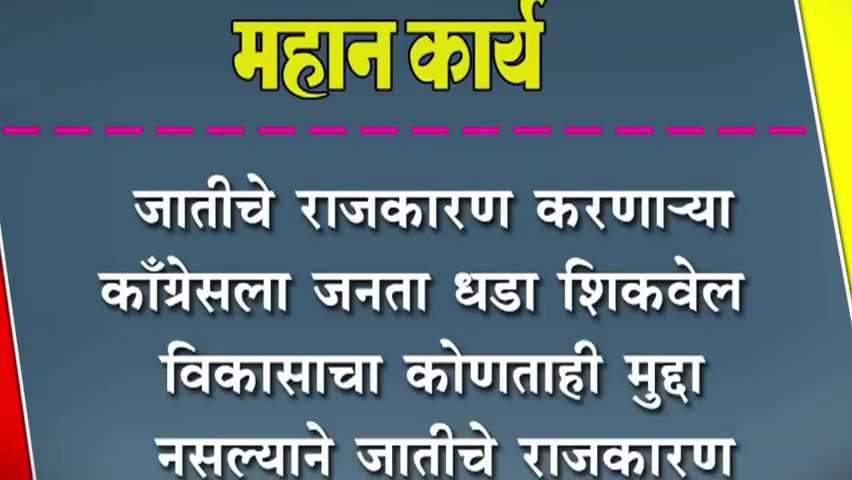 महान कार्य
जातीचे राजकारण करणाऱ्या
काँग्रेसला जनता धडा शिकवेल
विकासाचा कोणताही मुद्दा
नसल्याने जातीचे राजकारण